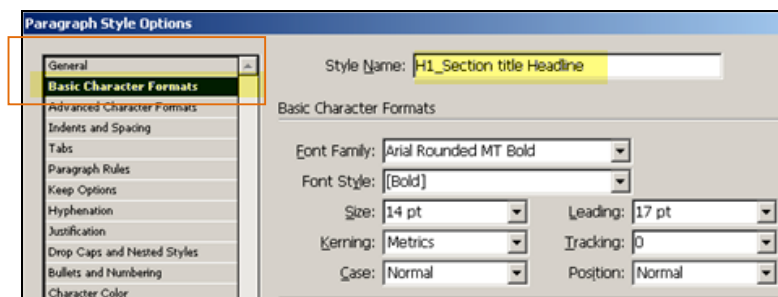 Paragraph Style Options
General
Basic Character Formats
Advanced Character Formats
Indents and Spacing
Tabs
Paragraph Rules
Keep Options
Hyphenation
Justification
Drop Caps and Nested Styles
Bullets and Numbering
Character Color
Style Name: H1_Section title Headline
Basic Character Formats
Font Family: Arial Rounded MT Bold
Font Style: [Bold]
Size: 14 pt Leading: 17 pt
Kerning: Metrics Tracking: 0
Case: Normal Position: Normal